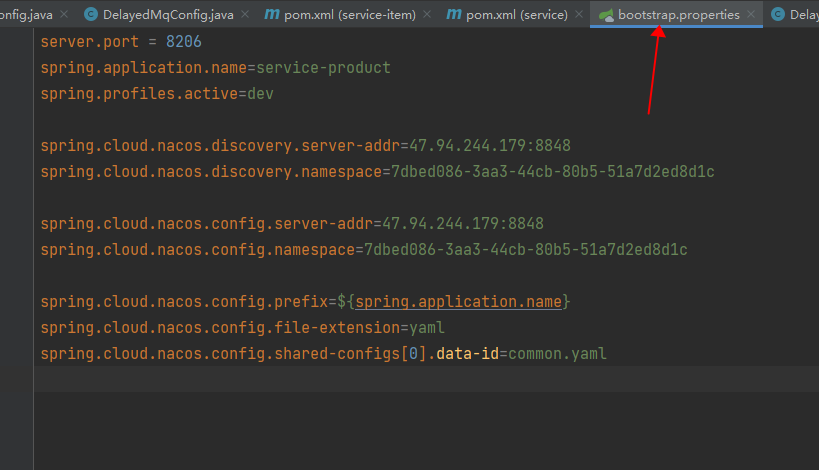 onfig.java
DelayedMqConfig.java
pom.xml (service-item)
pom.xml (service)
bootstrap.properties
Delay
server.port = 8206
spring.application.name=service-product
spring.profiles.active=dev
spring.cloud.nacos.discovery.server-addr=47.94.244.179:8848
spring.cloud.nacos.discovery.namespace=7dbed086-3aa3-44cb-80b5-51a7d2ed8d1c
spring.cloud.nacos.config.server-addr=47.94.244.179:8848
spring.cloud.nacos.config.namespace=7dbed086-3aa3-44cb-80b5-51a7d2ed8d1c
spring.cloud.nacos.config.prefix=${spring.application.name}
spring.cloud.nacos.config.file-extension=yaml
spring.cloud.nacos.config.shared-configs[0].data-id=common.yaml